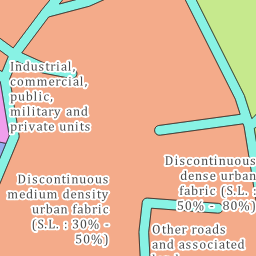 Industrial,
commercial,
public,
military and
private units
Discontinuous
dense urban
fabric (S.L. :
50% - 80%)
Discontinuous
medium density
urban fabric
(S.L. : 30% -
50%)
Other roads
and associated